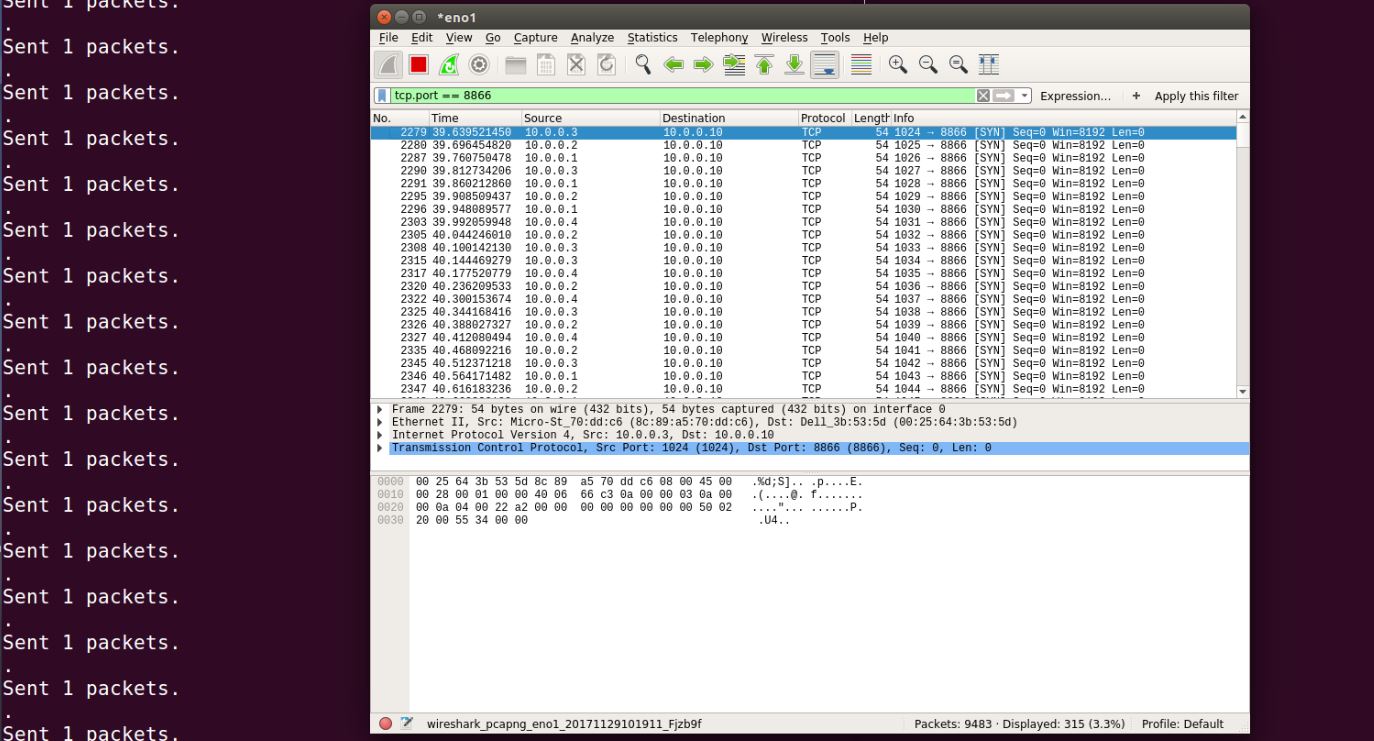 Sent 1 packets.
.
Sent 1 packets.
.
Sent 1 packets.
.
Sent 1 packets.
.
Sent 1 packets.
.
Sent 1 packets.
.
Sent 1 packets.
.
Sent 1 packets.
.
Sent 1 packets.
.
Sent 1 packets.
.
Sent 1 packets.
.
Sent 1 packets.
.
Sent 1 packets.
.
Sent 1 packets.
.
Sent 1 packets.
.
Sent 1 packets.
.
Sent 1 packets.
*eno1
File Edit View Go Capture Analyze Statistics Telephony Wireless Tools Help
tcp.port == 8866 Expression... + Apply this filter
No. Time Source Destination Protocol Length Info
2279 39.639521450 10.0.0.3 10.0.0.10 TCP 54 1024 → 8866 [SYN] Seq=0 Win=8192 Len=0
2280 39.696454820 10.0.0.2 10.0.0.10 TCP 54 1025 → 8866 [SYN] Seq=0 Win=8192 Len=0
2287 39.760750478 10.0.0.1 10.0.0.10 TCP 54 1026 → 8866 [SYN] Seq=0 Win=8192 Len=0
2290 39.812734206 10.0.0.3 10.0.0.10 TCP 54 1027 → 8866 [SYN] Seq=0 Win=8192 Len=0
2291 39.860212860 10.0.0.1 10.0.0.10 TCP 54 1028 → 8866 [SYN] Seq=0 Win=8192 Len=0
2295 39.908509437 10.0.0.2 10.0.0.10 TCP 54 1029 → 8866 [SYN] Seq=0 Win=8192 Len=0
2296 39.948089577 10.0.0.1 10.0.0.10 TCP 54 1030 → 8866 [SYN] Seq=0 Win=8192 Len=0
2303 39.992059948 10.0.0.4 10.0.0.10 TCP 54 1031 → 8866 [SYN] Seq=0 Win=8192 Len=0
2305 40.044246010 10.0.0.2 10.0.0.10 TCP 54 1032 → 8866 [SYN] Seq=0 Win=8192 Len=0
2308 40.100142130 10.0.0.3 10.0.0.10 TCP 54 1033 → 8866 [SYN] Seq=0 Win=8192 Len=0
2315 40.144469279 10.0.0.3 10.0.0.10 TCP 54 1034 → 8866 [SYN] Seq=0 Win=8192 Len=0
2317 40.177520779 10.0.0.4 10.0.0.10 TCP 54 1035 → 8866 [SYN] Seq=0 Win=8192 Len=0
2320 40.236209533 10.0.0.2 10.0.0.10 TCP 54 1036 → 8866 [SYN] Seq=0 Win=8192 Len=0
2322 40.300153674 10.0.0.4 10.0.0.10 TCP 54 1037 → 8866 [SYN] Seq=0 Win=8192 Len=0
2325 40.344168416 10.0.0.3 10.0.0.10 TCP 54 1038 → 8866 [SYN] Seq=0 Win=8192 Len=0
2326 40.388027327 10.0.0.2 10.0.0.10 TCP 54 1039 → 8866 [SYN] Seq=0 Win=8192 Len=0
2327 40.412080494 10.0.0.4 10.0.0.10 TCP 54 1040 → 8866 [SYN] Seq=0 Win=8192 Len=0
2335 40.468092216 10.0.0.2 10.0.0.10 TCP 54 1041 → 8866 [SYN] Seq=0 Win=8192 Len=0
2345 40.512371218 10.0.0.3 10.0.0.10 TCP 54 1042 → 8866 [SYN] Seq=0 Win=8192 Len=0
2346 40.564171482 10.0.0.1 10.0.0.10 TCP 54 1043 → 8866 [SYN] Seq=0 Win=8192 Len=0
2347 40.616183236 10.0.0.2 10.0.0.10 TCP 54 1044 → 8866 [SYN] Seq=0 Win=8192 Len=0
Frame 2279: 54 bytes on wire (432 bits), 54 bytes captured (432 bits) on interface 0
Ethernet II, Src: Micro-St_70:dd:c6 (8c:89:a5:70:dd:c6), Dst: Dell_3b:53:5d (00:25:64:3b:53:5d)
Internet Protocol Version 4, Src: 10.0.0.3, Dst: 10.0.0.10
Transmission Control Protocol, Src Port: 1024 (1024), Dst Port: 8866 (8866), Seq: 0, Len: 0
0000 00 25 64 3b 53 5d 8c 89 a5 70 dd c6 08 00 45 00 .%d;S].. .p....E.
0010 00 28 00 01 00 00 40 06 66 c3 0a 00 00 03 0a 00 .(....@. f.......
0020 00 0a 04 00 22 a2 00 00 00 00 00 00 00 00 50 02 ....".. ......P.
0030 20 00 55 34 00 00 .U4..
wireshark_pcapng_eno1_20171129101911_Fjzb9f Packets: 9483 · Displayed: 315 (3.3%) Profile: Default